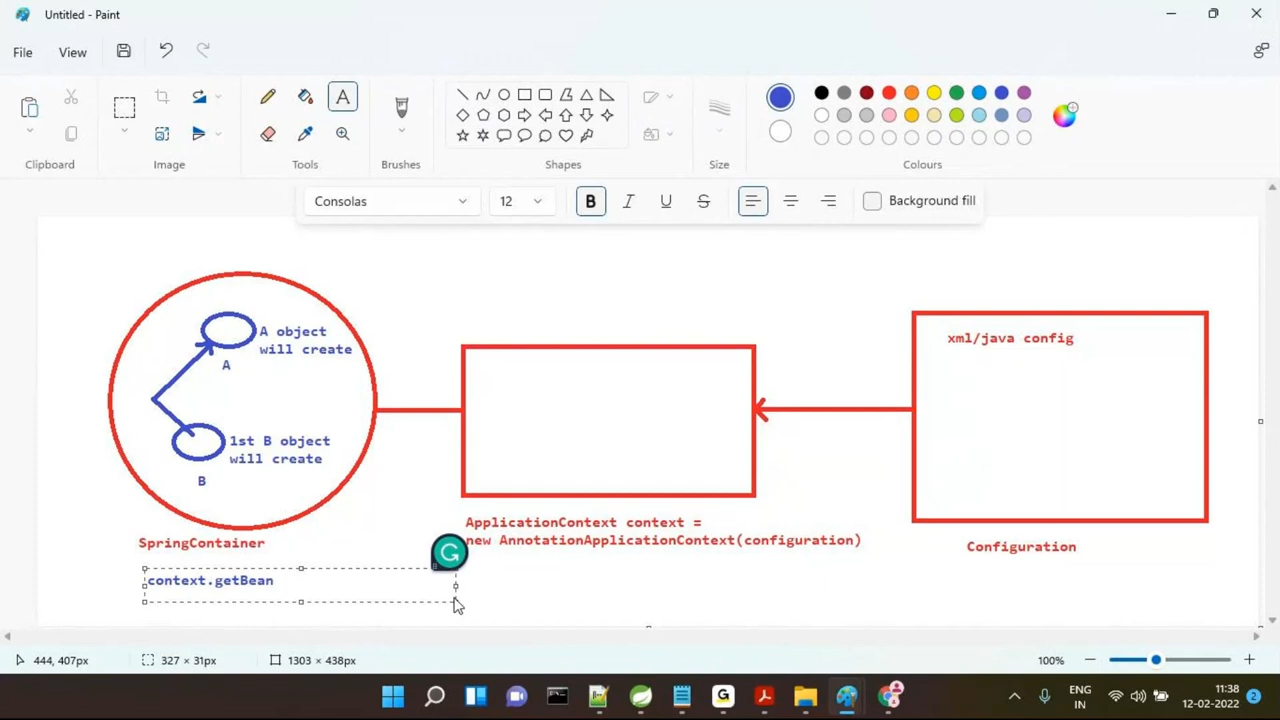 Untitled - Paint
File
View
Clipboard
Image
Tools
Brushes
Shapes
Size
Colours
Consolas
12
B
I
U
S
Background fill
A object
will create
A
1st B object
will create
B
SpringContainer
context.getBean
ApplicationContext context =
new AnnotationApplicationContext(configuration)
xml/java config
Configuration
444, 407px
327 × 31px
1303 × 438px
100%
ENG
IN
11:38
12-02-2022
2